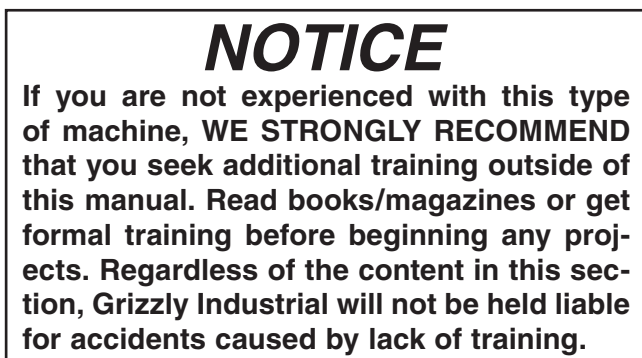 NOTICE
If you are not experienced with this type
of machine, WE STRONGLY RECOMMEND
that you seek additional training outside of
this manual. Read books/magazines or get
formal training before beginning any proj-
ects. Regardless of the content in this sec-
tion, Grizzly Industrial will not be held liable
for accidents caused by lack of training.